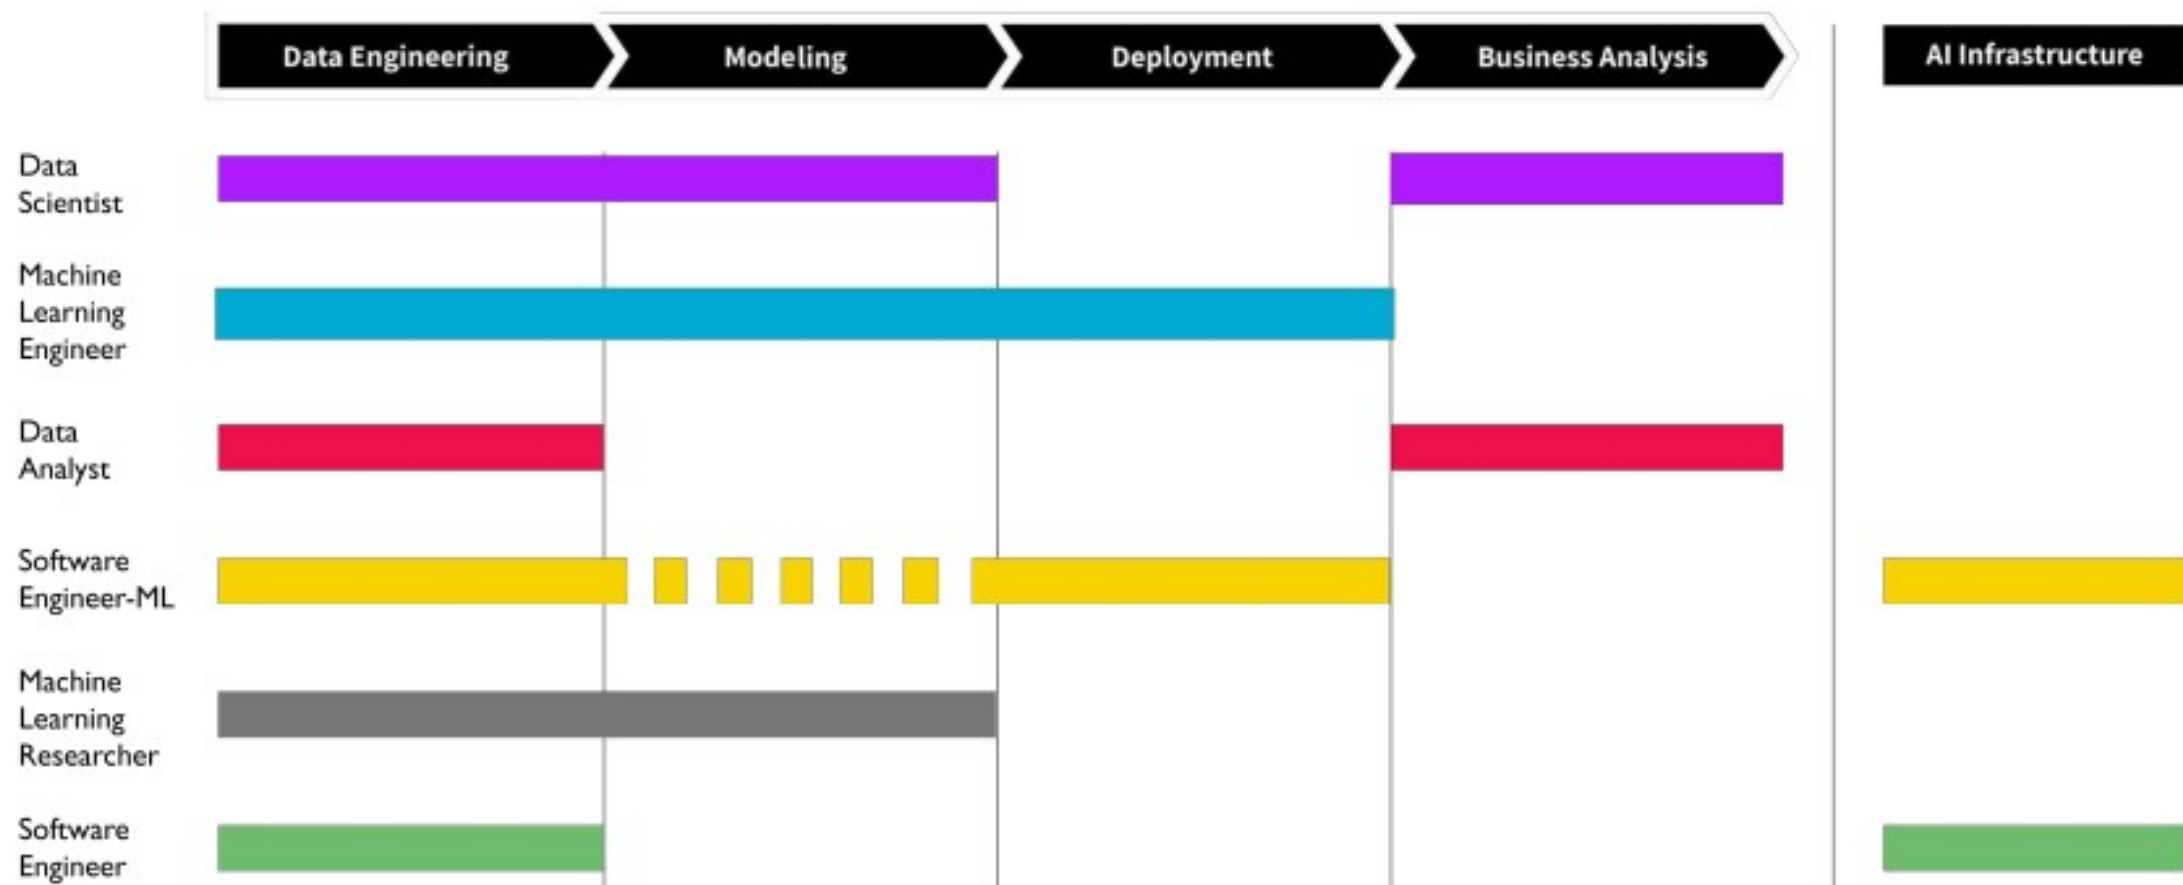 Data Engineering
Modeling
Deployment
Business Analysis
AI Infrastructure
Data
Scientist
Machine
Learning
Engineer
Data
Analyst
Software
Engineer-ML
Machine
Learning
Researcher
Software
Engineer